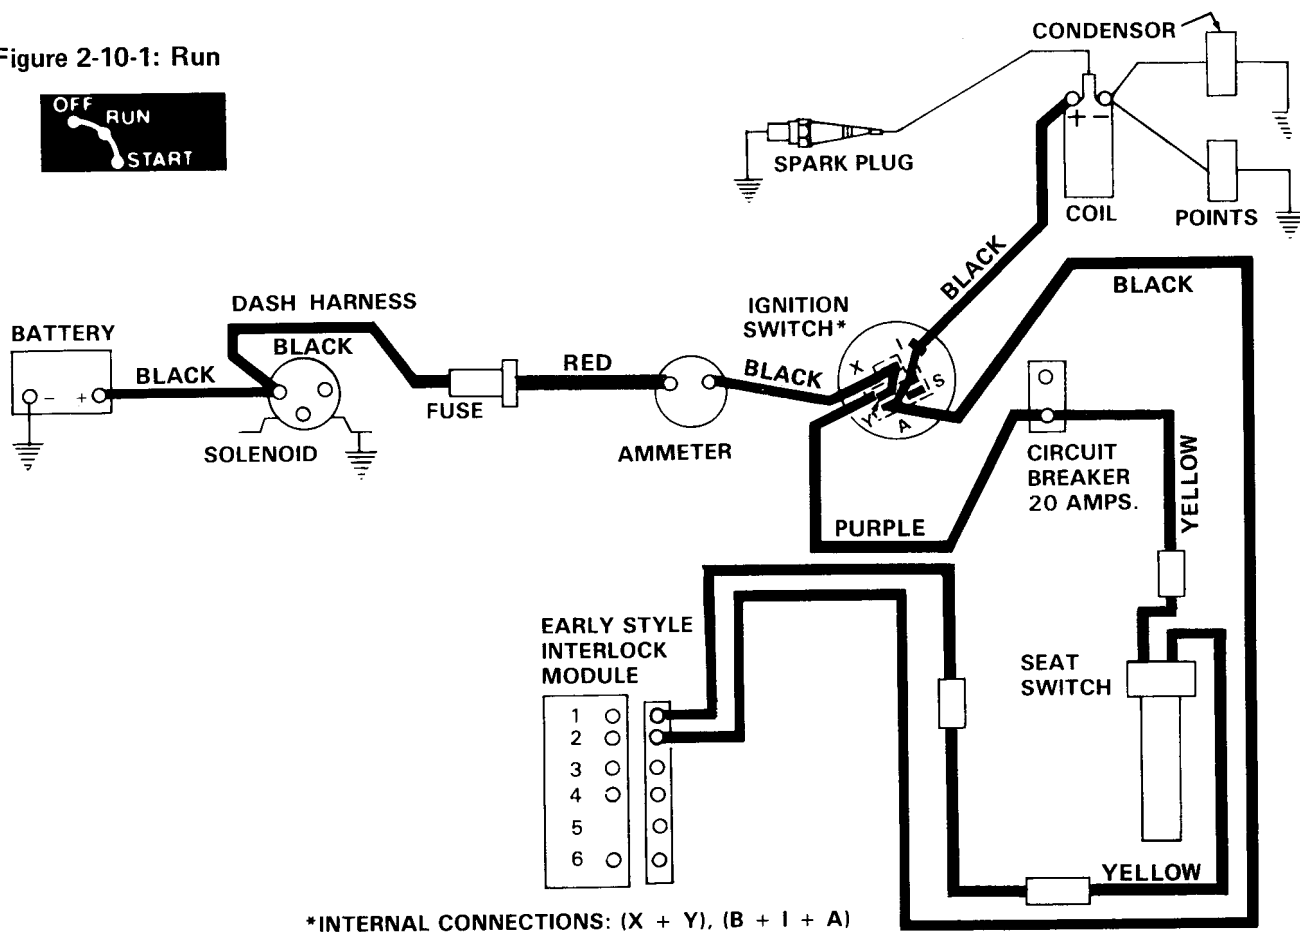 Figure 2-10-1: Run
OFF
RUN
START
CONDENSOR
SPARK PLUG
+ −
COIL
POINTS
BLACK
BLACK
DASH HARNESS
IGNITION
SWITCH*
BATTERY
BLACK
BLACK
RED
BLACK
- +
FUSE
SOLENOID
AMMETER
X
I
S
Y
A
CIRCUIT
BREAKER
20 AMPS.
YELLOW
PURPLE
EARLY STYLE
INTERLOCK
MODULE
SEAT
SWITCH
1
2
3
4
5
6
YELLOW
*INTERNAL CONNECTIONS: (X + Y), (B + I + A)